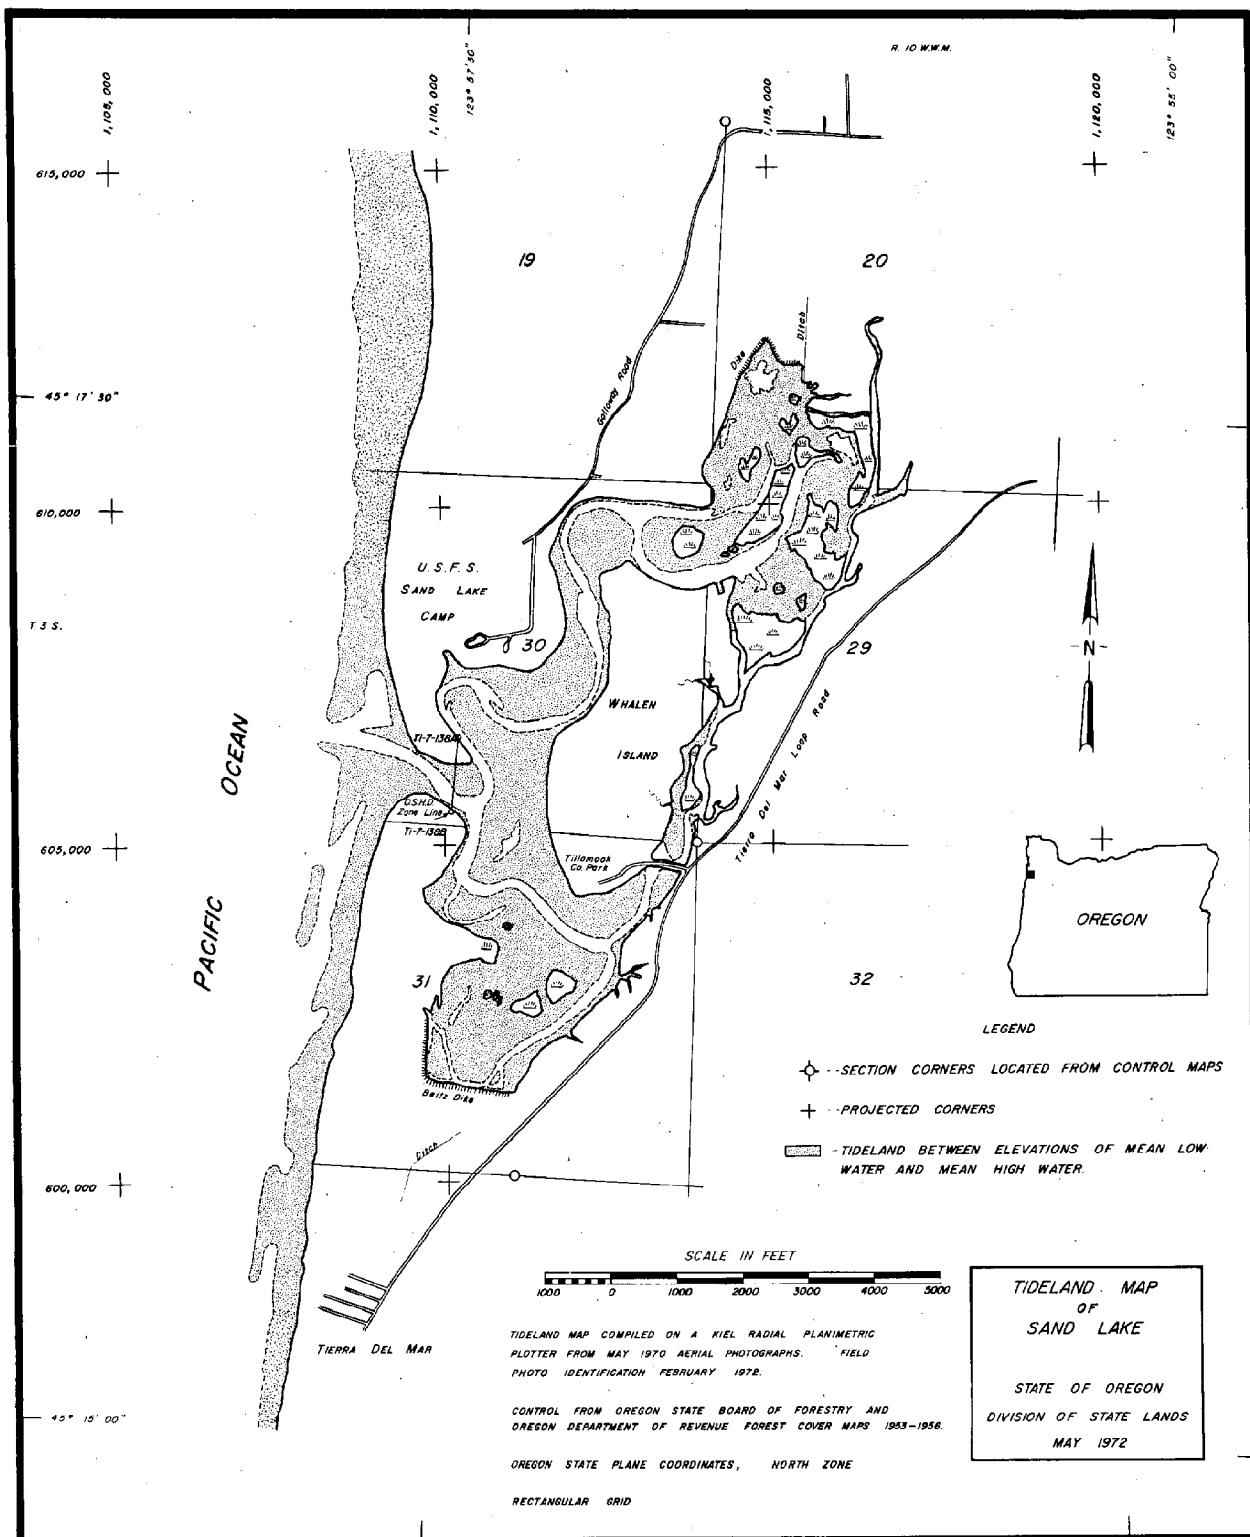 R. 10 W.W.M.
1,105,000
1,110,000
123° 57' 30"
1,115,000
1,120,000
123° 55' 00"
615,000
19
20
Ditch
Dike
Galloway Road
45° 17' 30"
610,000
U.S.F.S.
SAND LAKE
CAMP
T 3 S.
30
29
N
WHALEN
ISLAND
TI-7-138A
PACIFIC OCEAN
O.S.H.D.
Zone Line
TI-7-138B
Tierra Del Mar Loop Road
605,000
Tillamook
Co. Park
OREGON
31
32
LEGEND
--SECTION CORNERS LOCATED FROM CONTROL MAPS
--PROJECTED CORNERS
-TIDELAND BETWEEN ELEVATIONS OF MEAN LOW
WATER AND MEAN HIGH WATER.
Beltz Dike
Ditch
600,000
SCALE IN FEET
1000 0 1000 2000 3000 4000 5000
TIERRA DEL MAR
TIDELAND MAP COMPILED ON A KIEL RADIAL PLANIMETRIC
PLOTTER FROM MAY 1970 AERIAL PHOTOGRAPHS. FIELD
PHOTO IDENTIFICATION FEBRUARY 1972.
CONTROL FROM OREGON STATE BOARD OF FORESTRY AND
OREGON DEPARTMENT OF REVENUE FOREST COVER MAPS 1953-1956.
OREGON STATE PLANE COORDINATES, NORTH ZONE
RECTANGULAR GRID
45° 15' 00"
TIDELAND MAP
OF
SAND LAKE
STATE OF OREGON
DIVISION OF STATE LANDS
MAY 1972